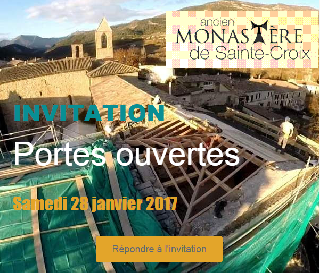 ancien
MONASTÈRE
de Sainte-Croix
INVITATION
Portes ouvertes
Samedi 28 janvier 2017
Répondre à l'invitation